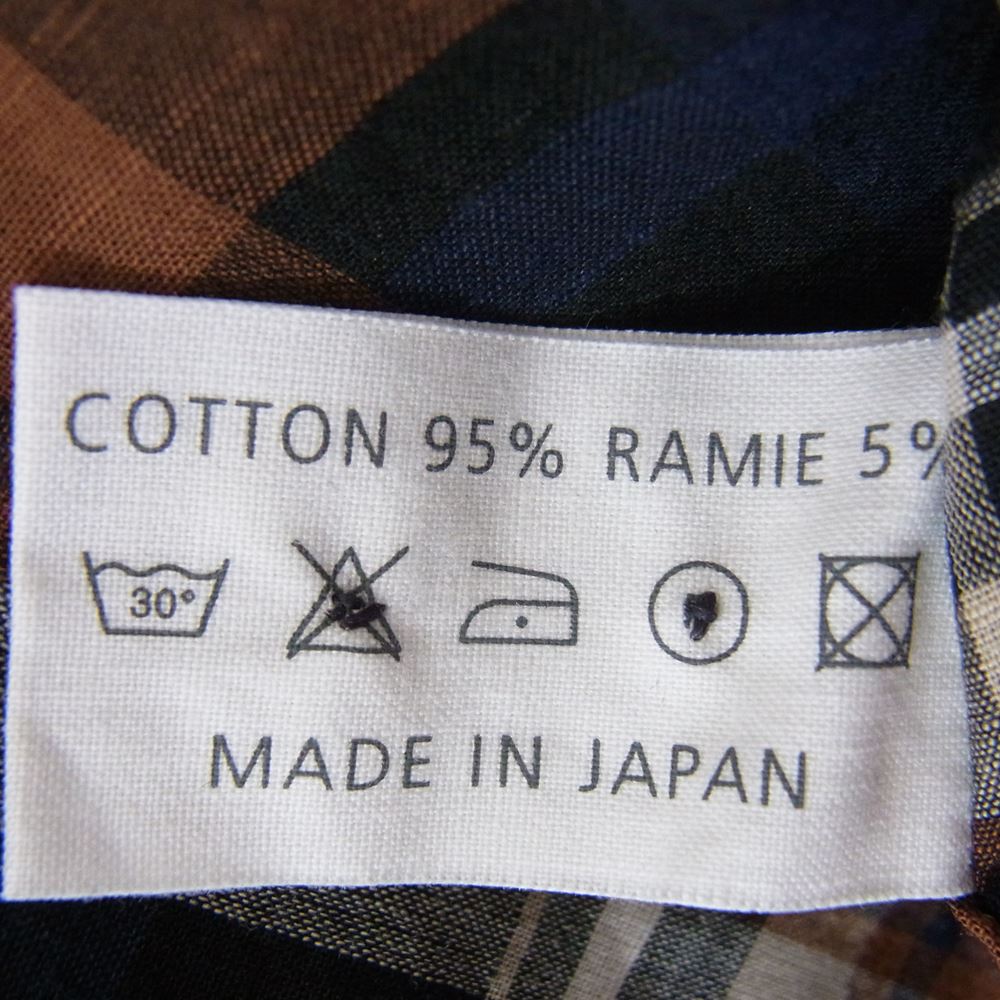 COTTON 95% RAMIE 5%
30°
MADE IN JAPAN